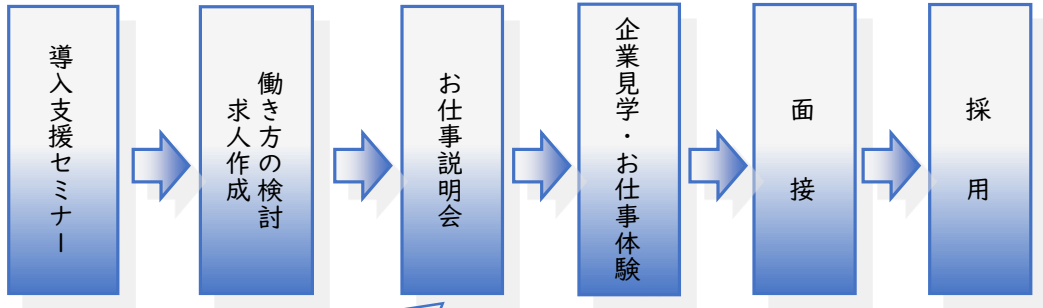 導入支援セミナー
働き方の検討
求人作成
お仕事説明会
企業見学・お仕事体験
面接
採用